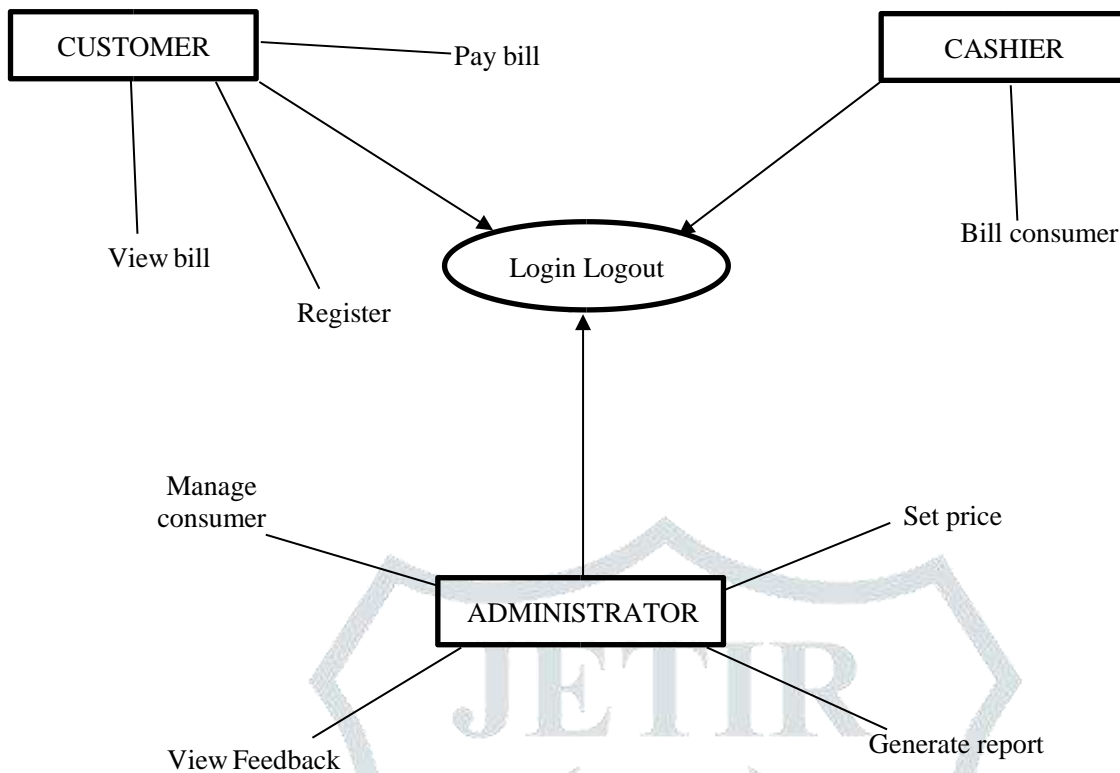 CUSTOMER
Pay bill
CASHIER
View bill
Register
Login Logout
Bill consumer
Manage
consumer
Set price
ADMINISTRATOR
JETIR
View Feedback
Generate report